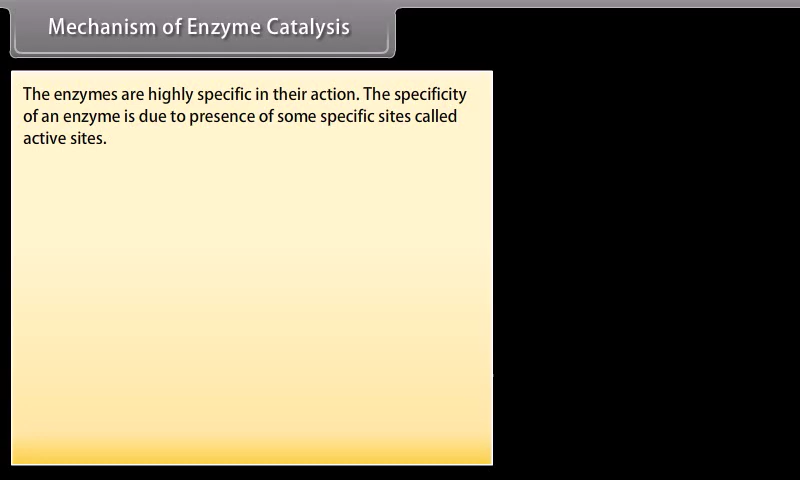 Mechanism of Enzyme Catalysis
The enzymes are highly specific in their action. The specificity
of an enzyme is due to presence of some specific sites called
active sites.